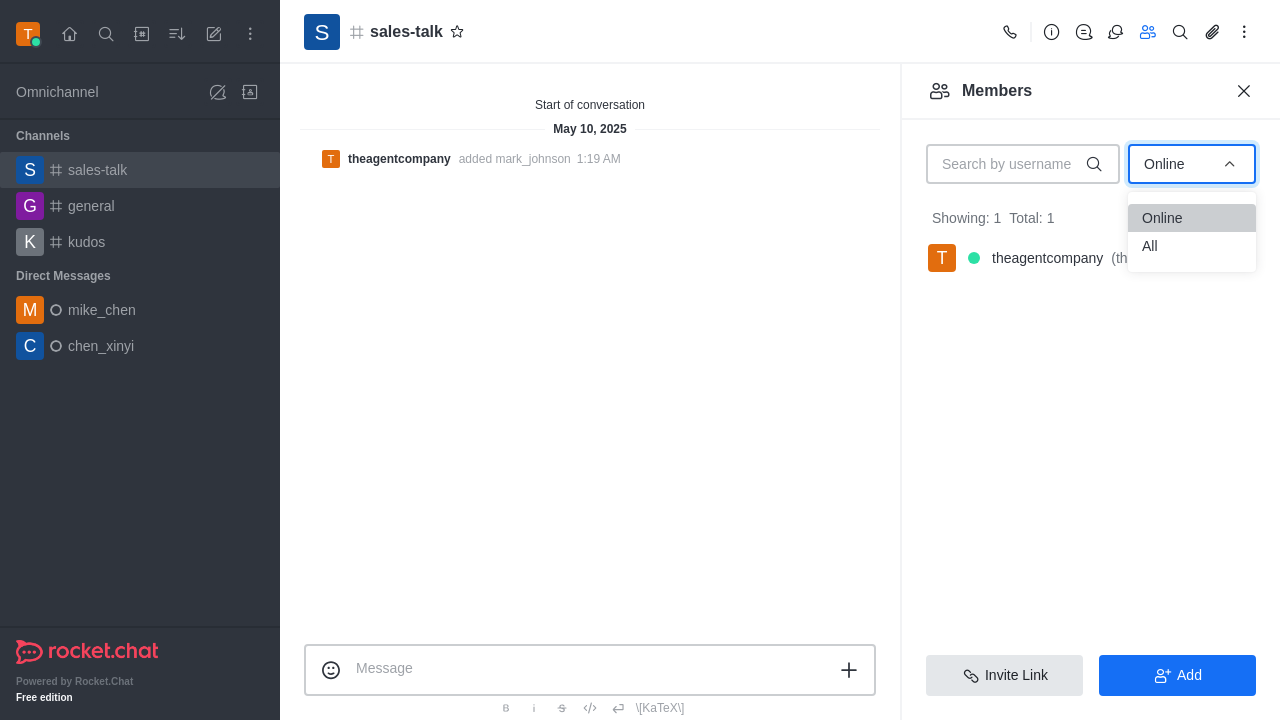 T
Omnichannel
Channels
S sales-talk
G general
K kudos
Direct Messages
M mike_chen
C chen_xinyi
rocket.chat
Powered by Rocket.Chat
Free edition
S sales-talk
Start of conversation
May 10, 2025
T theagentcompany added mark_johnson 1:19 AM
Message
B i S </> \[KaTeX\]
Members
Search by username
Online
Online
All
Showing: 1 Total: 1
T theagentcompany (th
Invite Link
Add